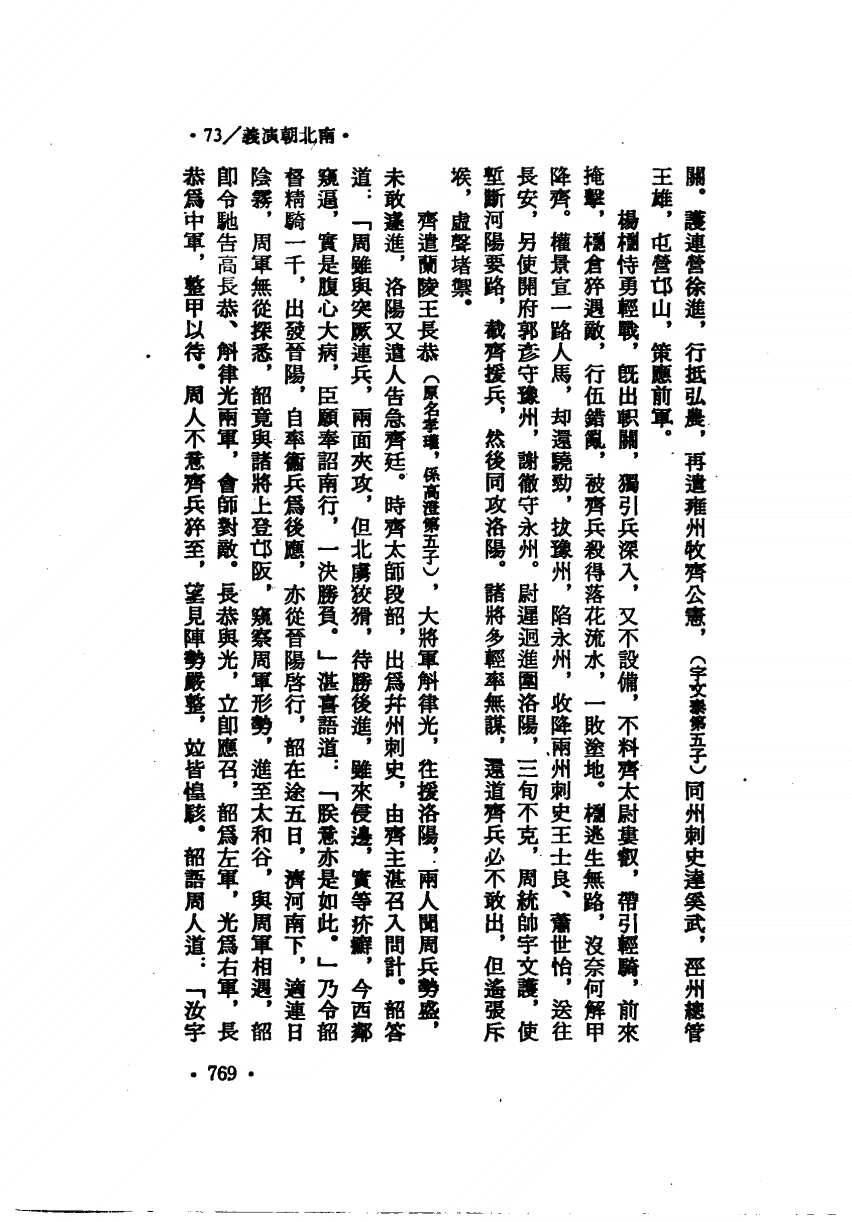 •73/南北朝演義•
關。護連營徐進，行抵弘農，再遣雍州牧齊公憲，（宇文泰第五子）同州刺史達奚武，涇州總管
王雄，屯營邙山，策應前軍。
楊㯹恃勇輕戰，旣出軹關，獨引兵深入，又不設備，不料齊太尉婁叡，帶引輕騎，前來
掩擊，㯹倉猝遇敵，行伍錯亂，被齊兵殺得落花流水，一敗塗地。㯹逃生無路，沒奈何解甲
降齊。權景宣一路人馬，却還驍勁，拔豫州，陷永州，收降兩州刺史王士良、蕭世怡，送往
長安，另使開府郭彥守豫州，謝徹守永州。尉遲迥進圍洛陽，三旬不克，周統帥宇文護，使
塹斷河陽要路，截齊援兵，然後同攻洛陽。諸將多輕率無謀，還道齊兵必不敢出，但遙張斥
堠，虛聲堵禦。
齊遣蘭陵王長恭（原名孝瓘，係高澄第五子），大將軍斛律光，往援洛陽，兩人聞周兵勢盛，
未敢遽進，洛陽又遣人告急齊廷。時齊太師段韶，出爲幷州刺史，由齊主湛召入問計。韶答
道：「周雖與突厥連兵，兩面夾攻，但北虜狡猾，待勝後進，雖來侵邊，實等疥癬，今西鄰
窺逼，實是腹心大病，臣願奉詔南行，一決勝負。」湛喜語道：「朕意亦是如此。」乃令韶
督精騎一千，出發晉陽，自率衞兵爲後應，亦從晉陽啓行，韶在途五日，濟河南下，適連日
陰霧，周軍無從探悉，韶竟與諸將上登邙阪，窺察周軍形勢，進至太和谷，與周軍相遇，韶
卽令馳告高長恭、斛律光兩軍，會師對敵。長恭與光，立卽應召，韶爲左軍，光爲右軍，長
恭爲中軍，整甲以待。周人不意齊兵猝至，望見陣勢嚴整，竝皆惶駭。韶語周人道：「汝宇
•769•